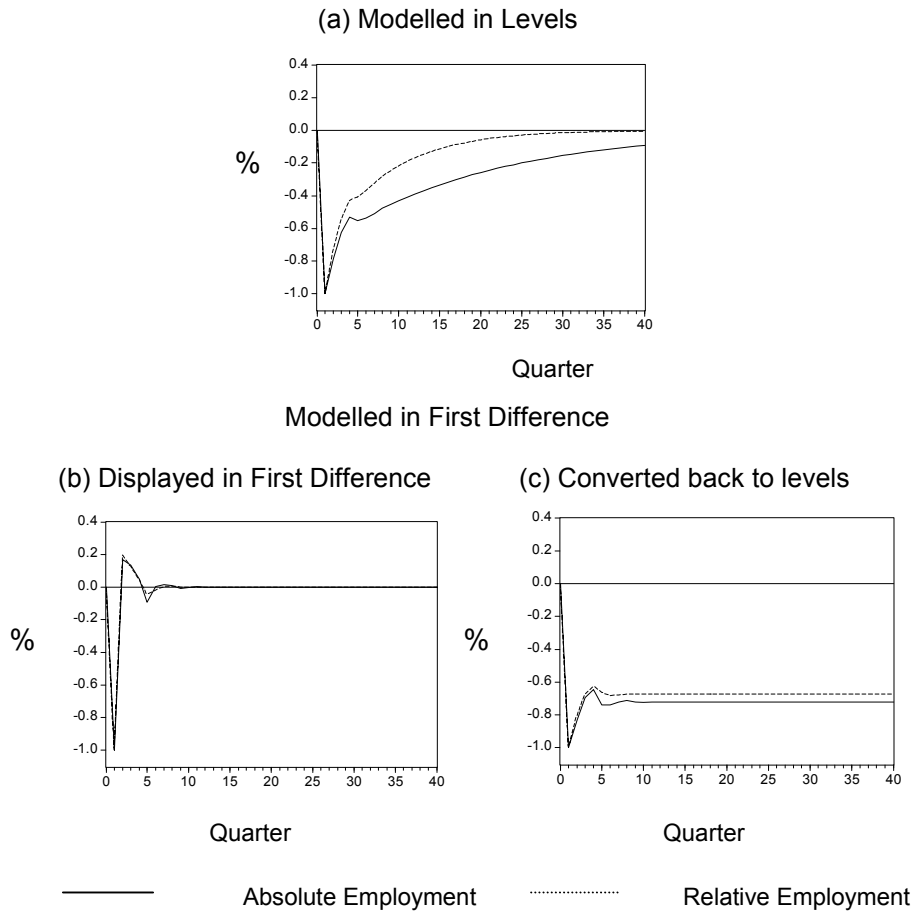 (a) Modelled in Levels
0.4
0.2
0.0
-0.2
-0.4
-0.6
-0.8
-1.0
%
0 5 10 15 20 25 30 35 40
Quarter
Modelled in First Difference
(b) Displayed in First Difference
0.4
0.2
0.0
-0.2
-0.4
-0.6
-0.8
-1.0
%
0 5 10 15 20 25 30 35 40
Quarter
(c) Converted back to levels
0.4
0.2
0.0
-0.2
-0.4
-0.6
-0.8
-1.0
%
0 5 10 15 20 25 30 35 40
Quarter
Absolute Employment
Relative Employment